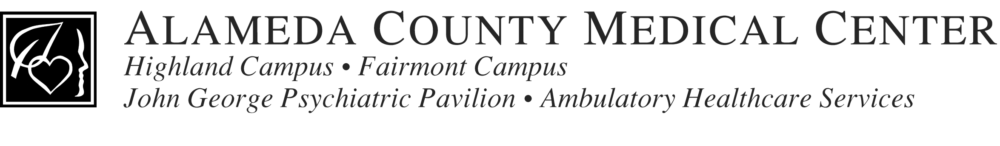 ALAMEDA COUNTY MEDICAL CENTER
Highland Campus • Fairmont Campus
John George Psychiatric Pavilion • Ambulatory Healthcare Services